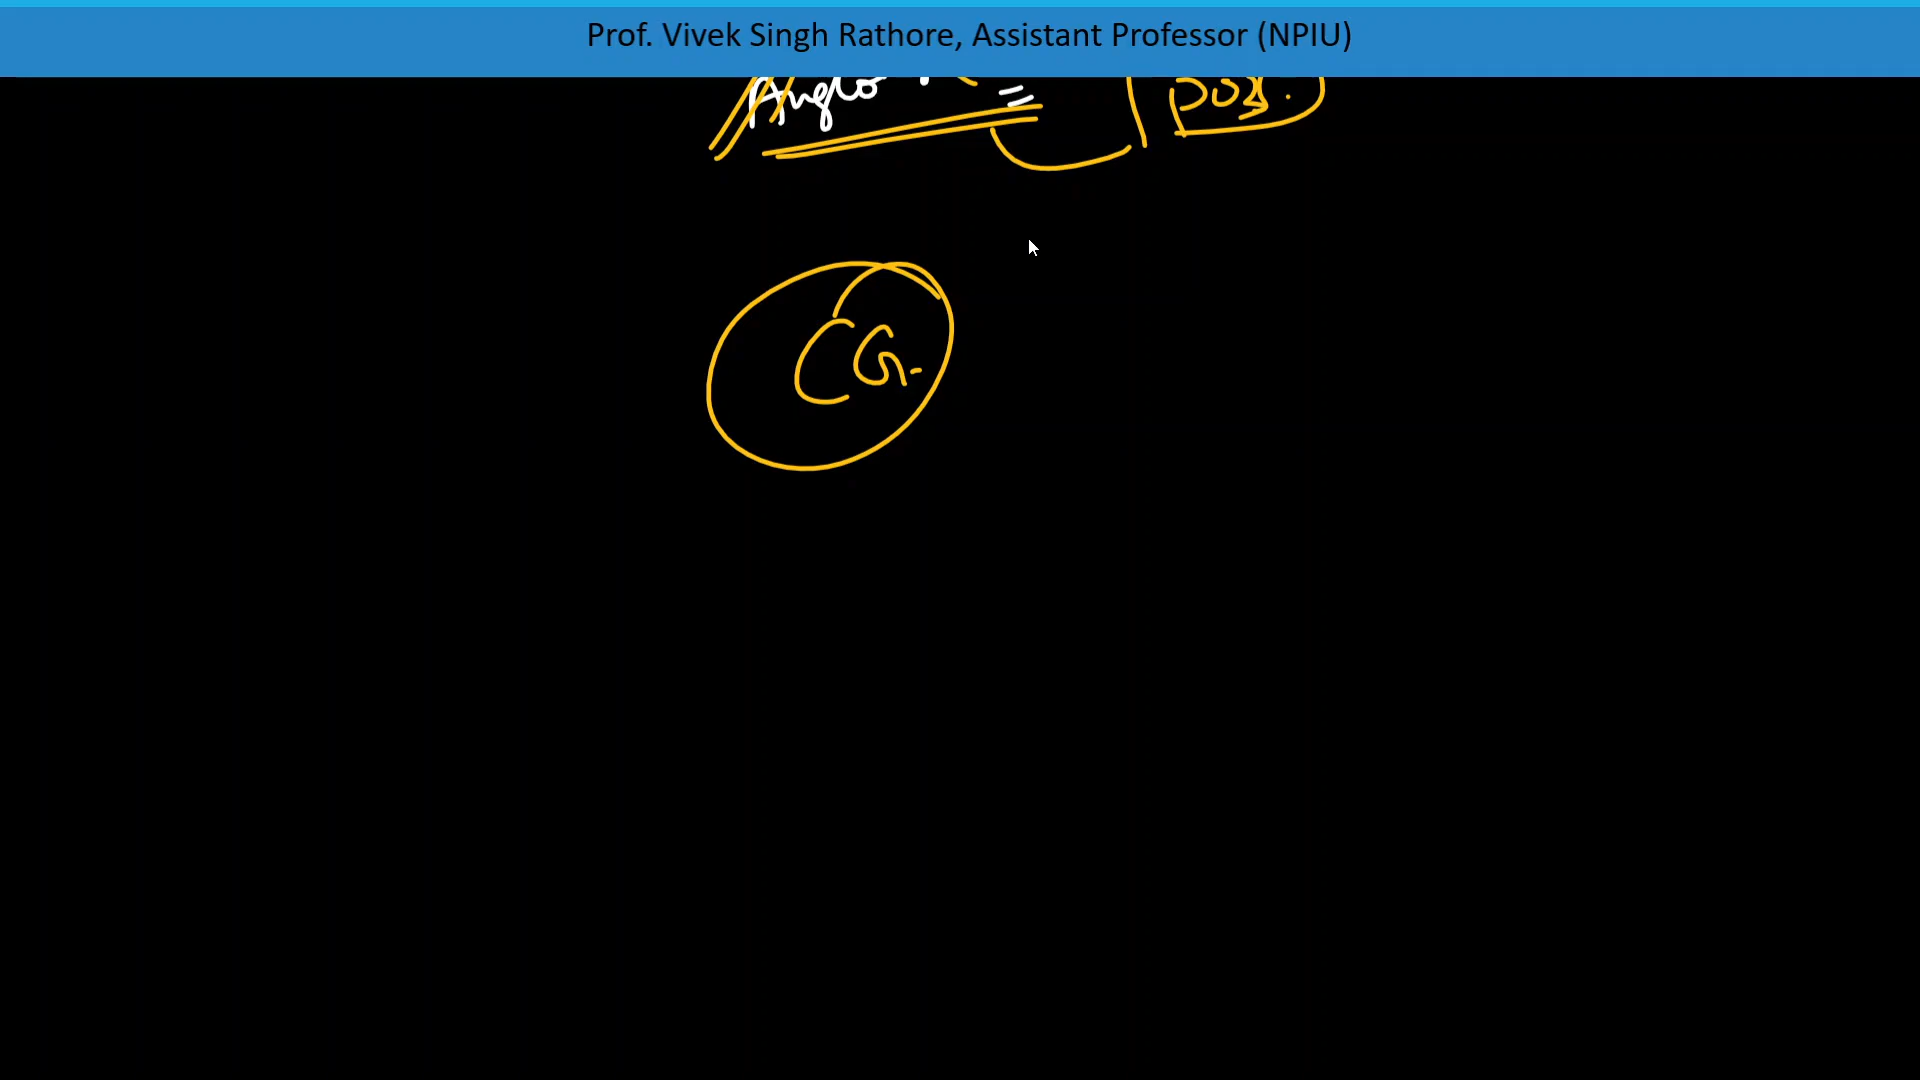 Prof. Vivek Singh Rathore, Assistant Professor (NPIU)
CG.